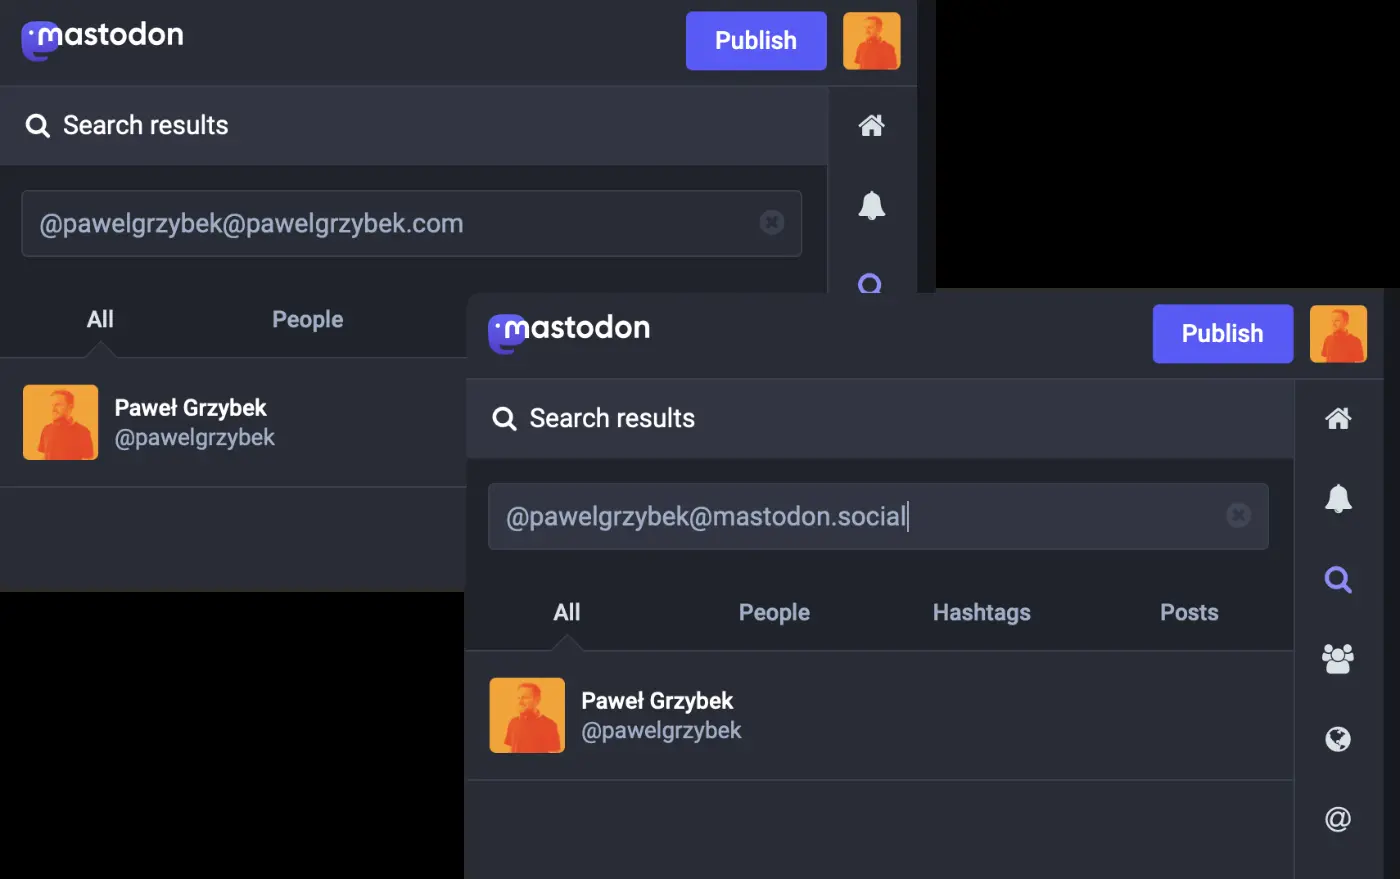 mastodon
Publish
Search results
@pawelgrzybek@pawelgrzybek.com
All People
Paweł Grzybek
@pawelgrzybek
mastodon
Publish
Search results
@pawelgrzybek@mastodon.social
All People Hashtags Posts
Paweł Grzybek
@pawelgrzybek